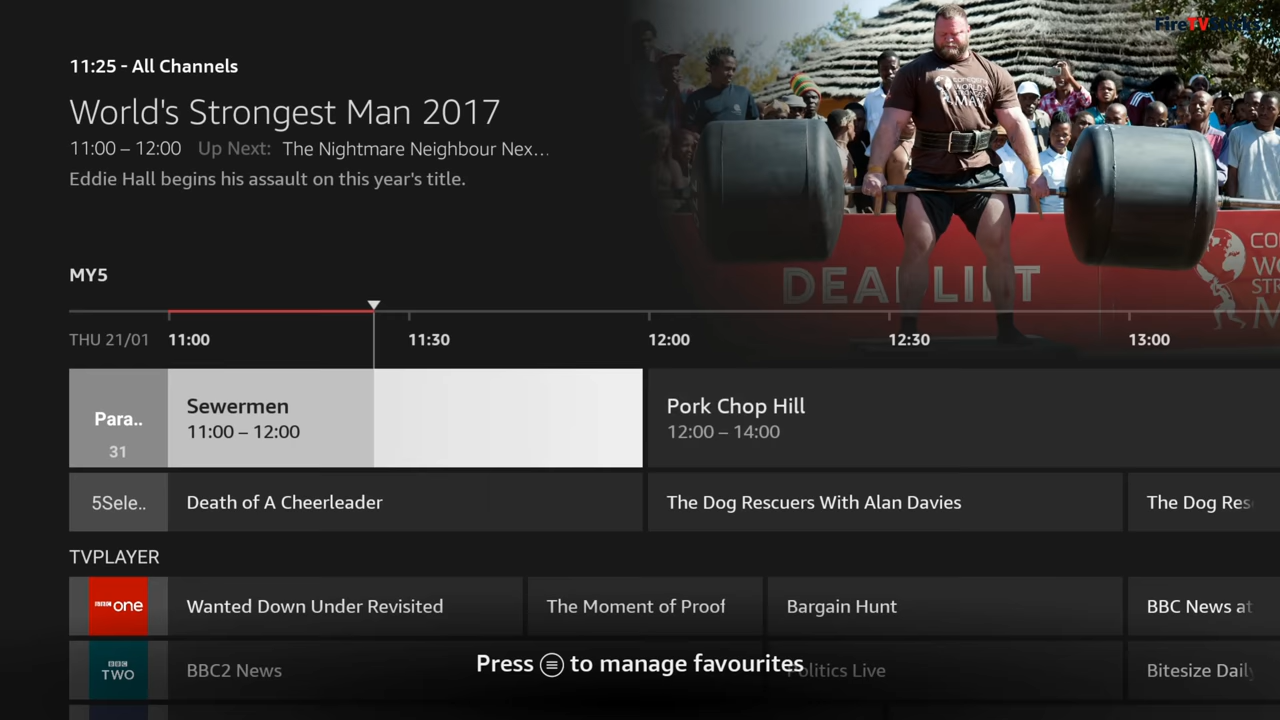 FireTV
11:25 - All Channels
World's Strongest Man 2017
11:00 – 12:00 Up Next: The Nightmare Neighbour Nex...
Eddie Hall begins his assault on this year's title.
MAN
DEADLIFT
MY5
THU 21/01 11:00 11:30 12:00 12:30 13:00
Para..
31
Sewermen
11:00 – 12:00
Pork Chop Hill
12:00 – 14:00
5Sele.. Death of A Cheerleader The Dog Rescuers With Alan Davies The Dog Res
TVPLAYER
BBC one Wanted Down Under Revisited The Moment of Proof Bargain Hunt BBC News at
BBC TWO BBC2 News Politics Live Bitesize Daily
Press to manage favourites